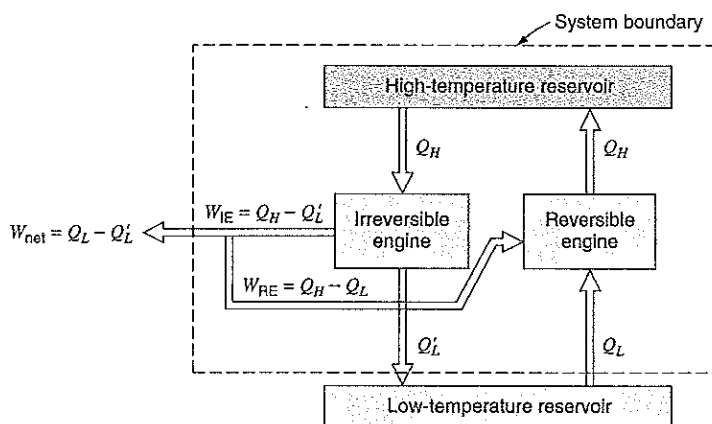 System boundary
High-temperature reservoir
Q_H
Q_H
W_IE = Q_H − Q'_L
W_net = Q_L − Q'_L
Irreversible
engine
Reversible
engine
W_RE = Q_H − Q_L
Q'_L
Q_L
Low-temperature reservoir